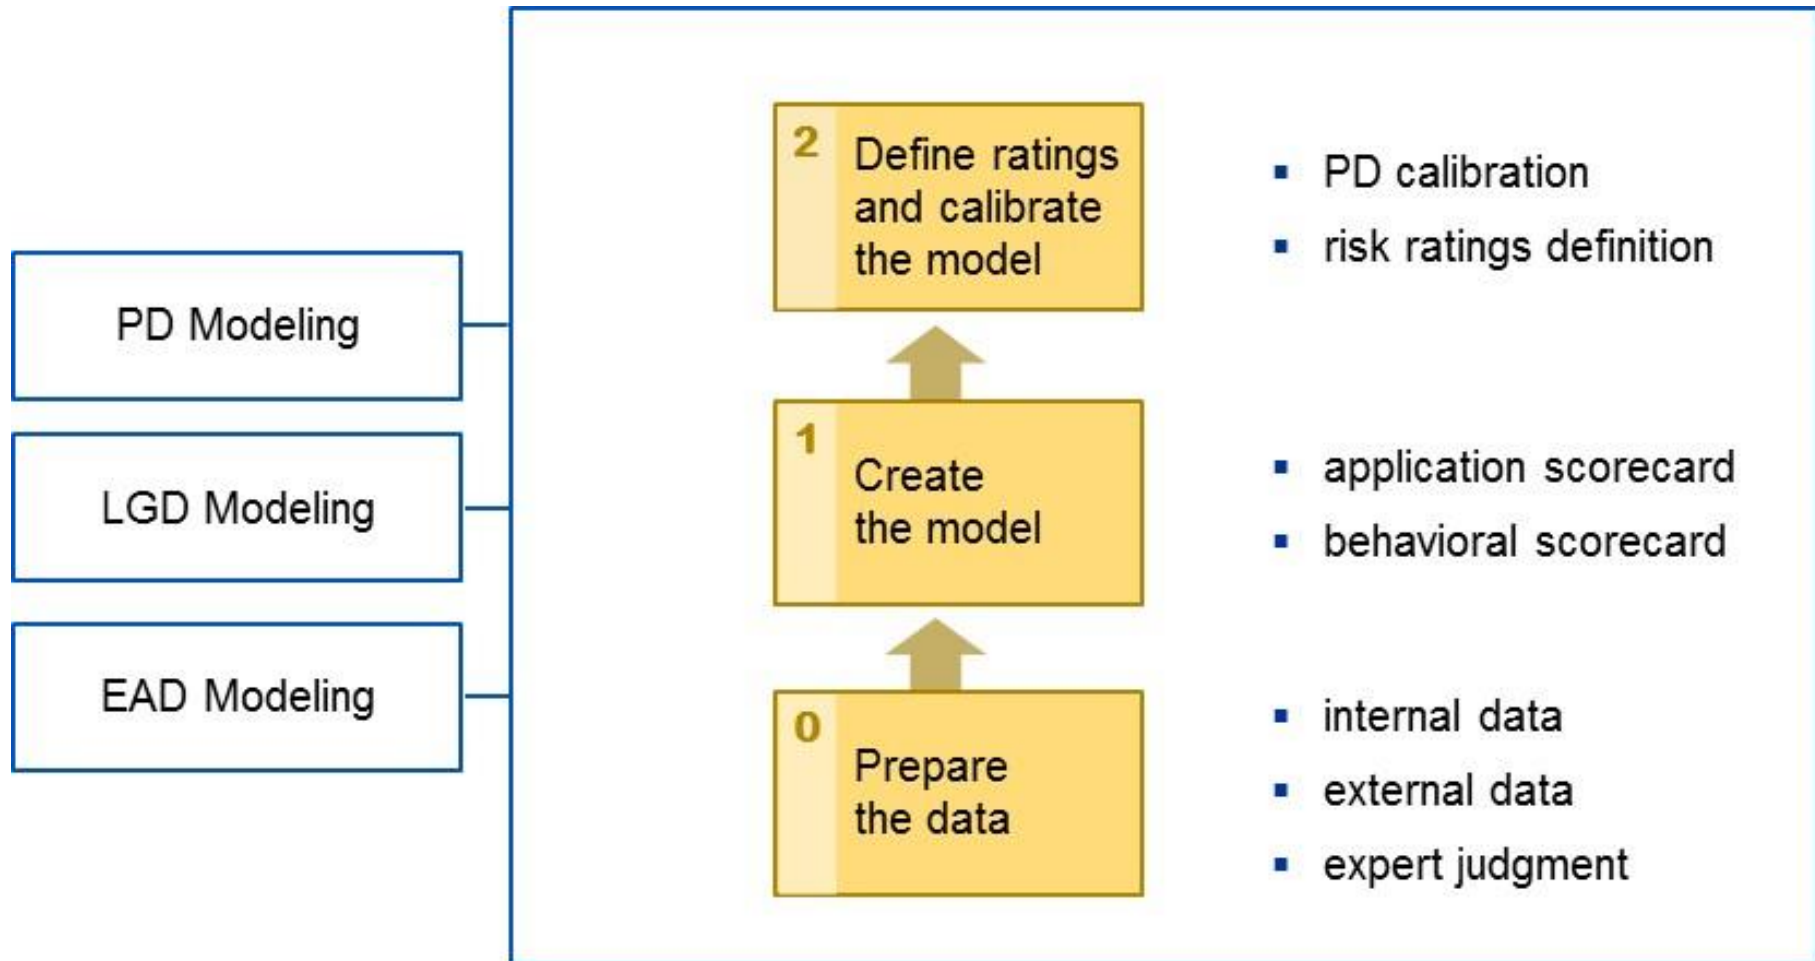 PD Modeling
LGD Modeling
EAD Modeling
2
Define ratings
and calibrate
the model
▪ PD calibration
▪ risk ratings definition
1
Create
the model
▪ application scorecard
▪ behavioral scorecard
0
Prepare
the data
▪ internal data
▪ external data
▪ expert judgment